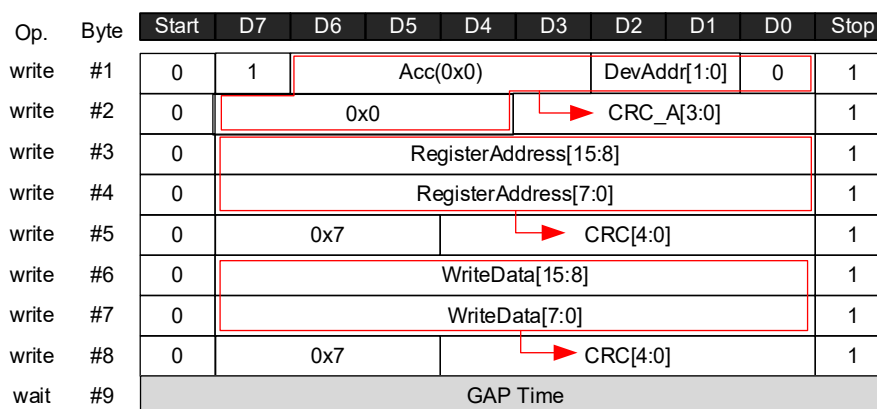 Op. Byte Start D7 D6 D5 D4 D3 D2 D1 D0 Stop
write #1 0 1 Acc(0x0) DevAddr[1:0] 0 1
write #2 0 0x0 CRC_A[3:0] 1
write #3 0 RegisterAddress[15:8] 1
write #4 0 RegisterAddress[7:0] 1
write #5 0 0x7 CRC[4:0] 1
write #6 0 WriteData[15:8] 1
write #7 0 WriteData[7:0] 1
write #8 0 0x7 CRC[4:0] 1
wait #9 GAP Time